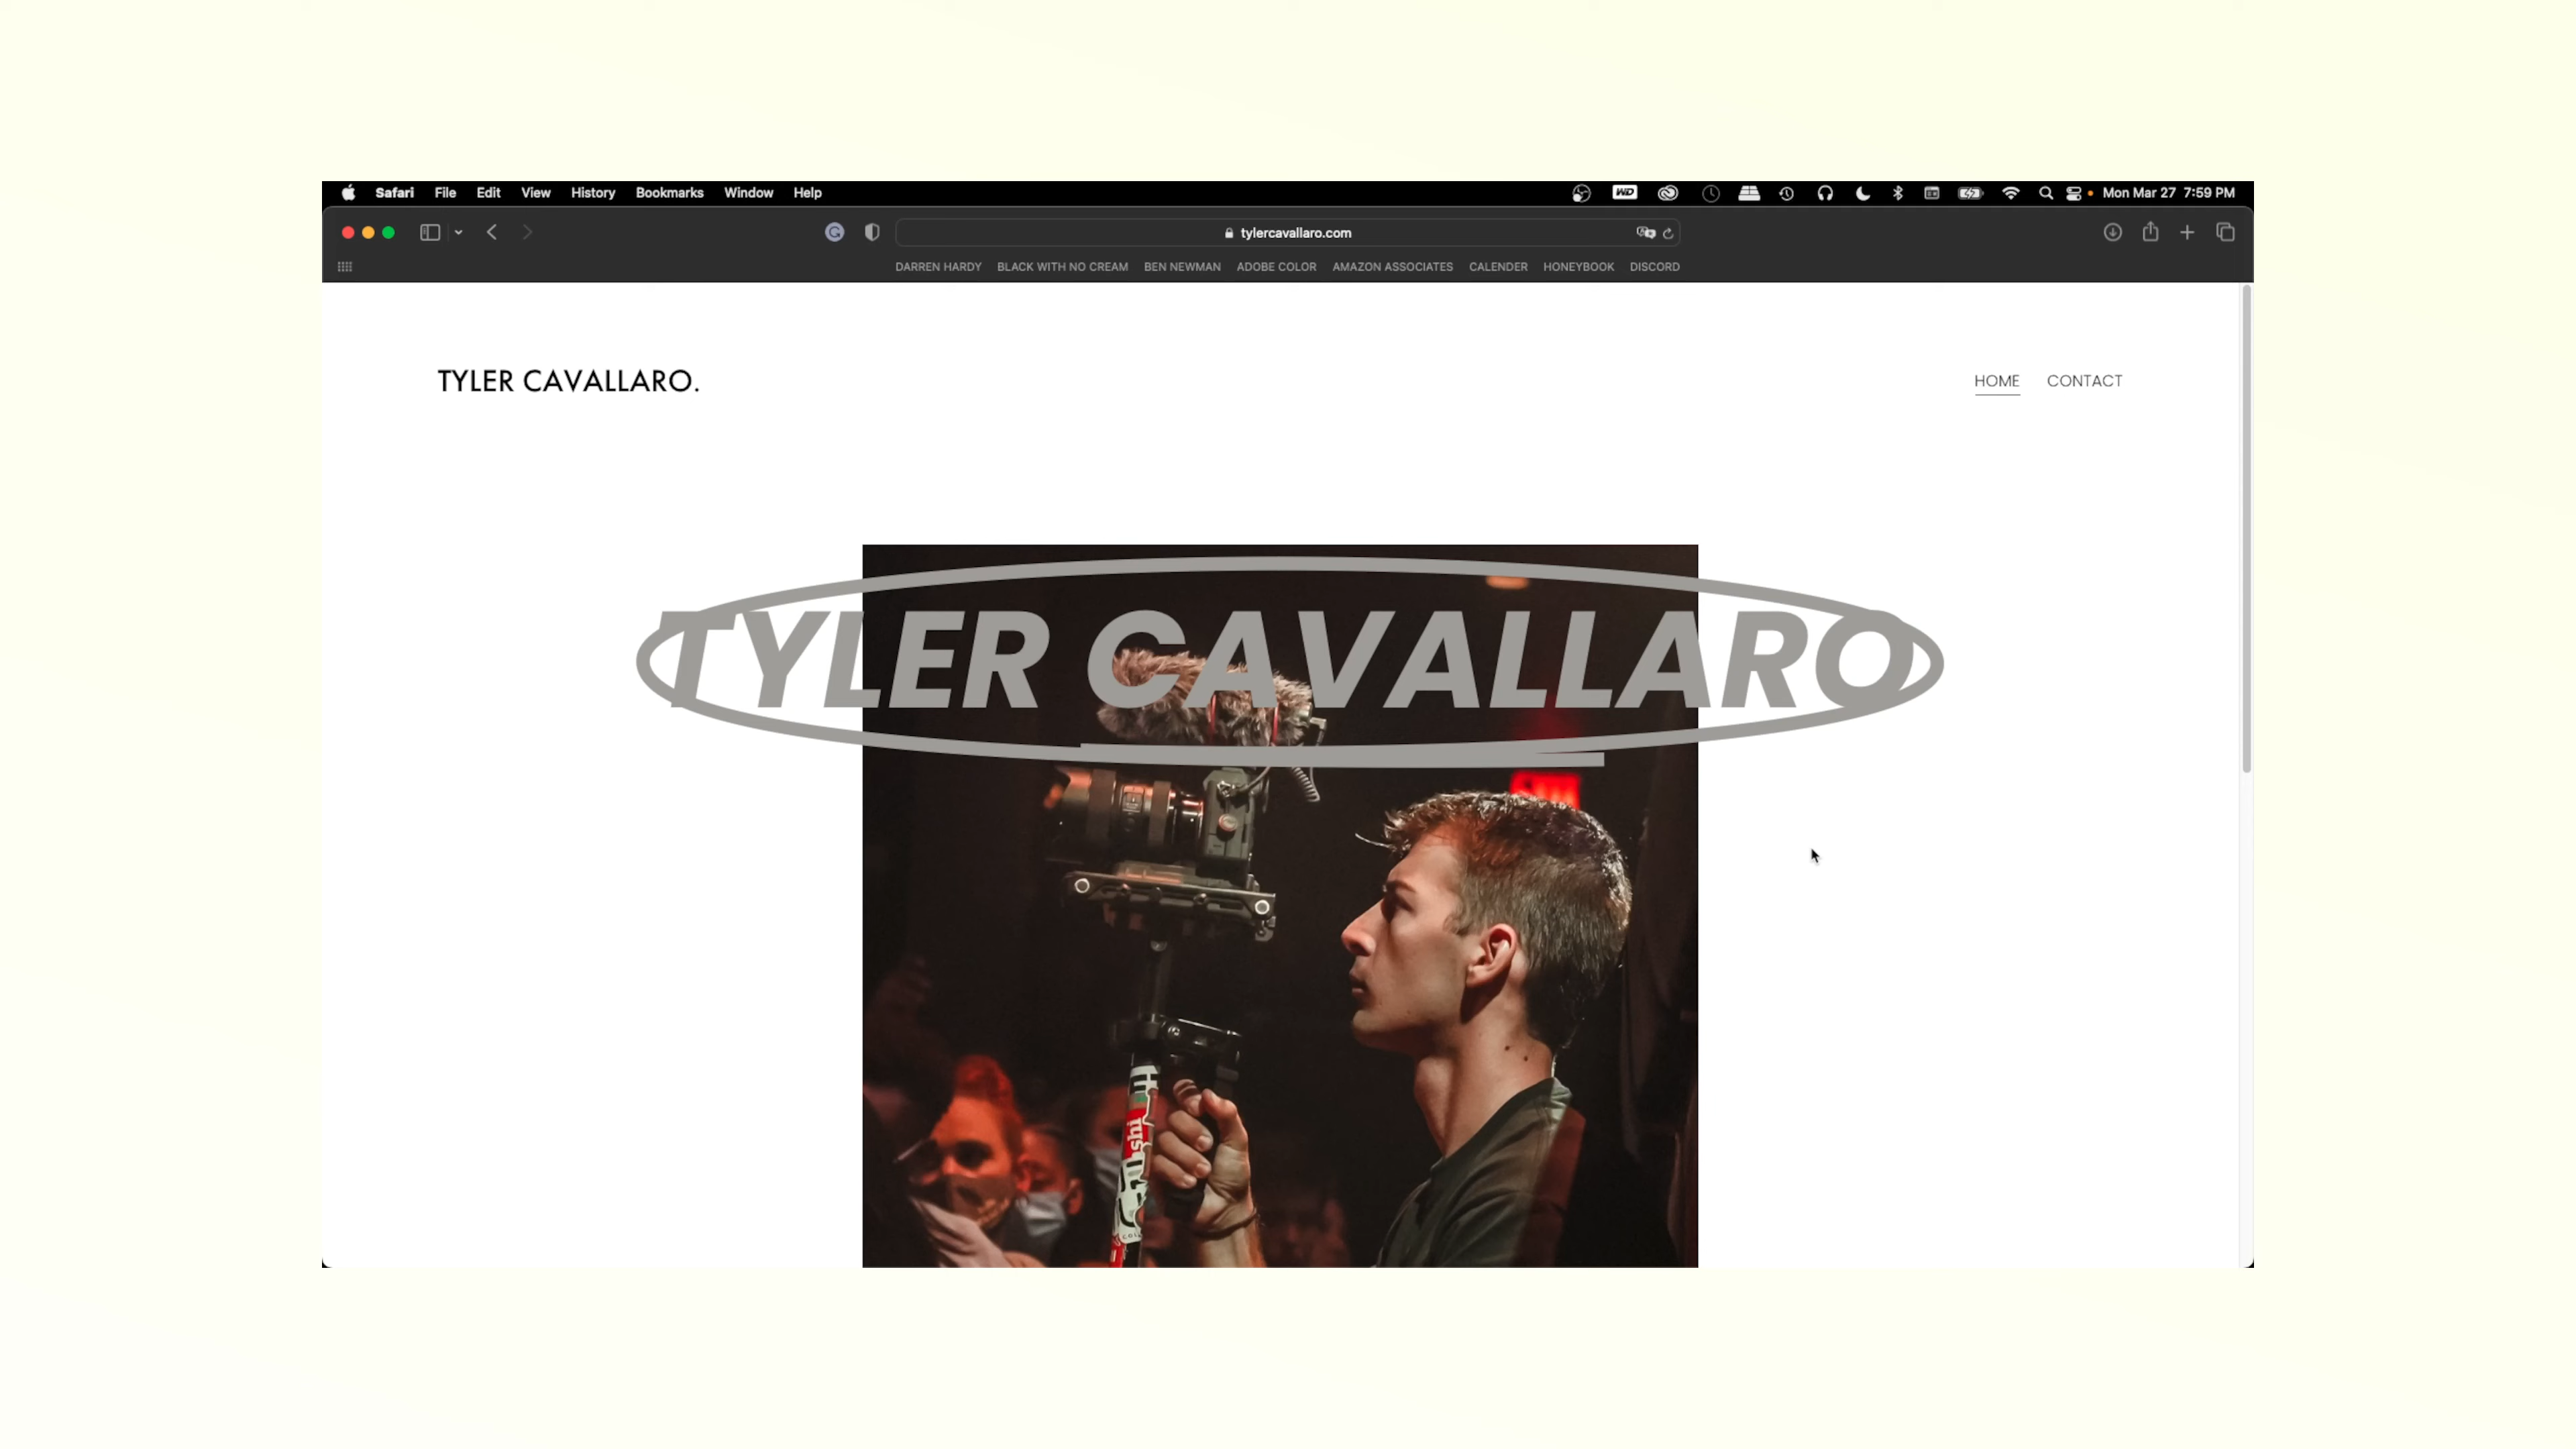 Safari File Edit View History Bookmarks Window Help WD Mon Mar 27 7:59 PM
tylercavallaro.com
DARREN HARDY BLACK WITH NO CREAM BEN NEWMAN ADOBE COLOR AMAZON ASSOCIATES CALENDER HONEYBOOK DISCORD
TYLER CAVALLARO. HOME CONTACT
TYLER CAVALLARO